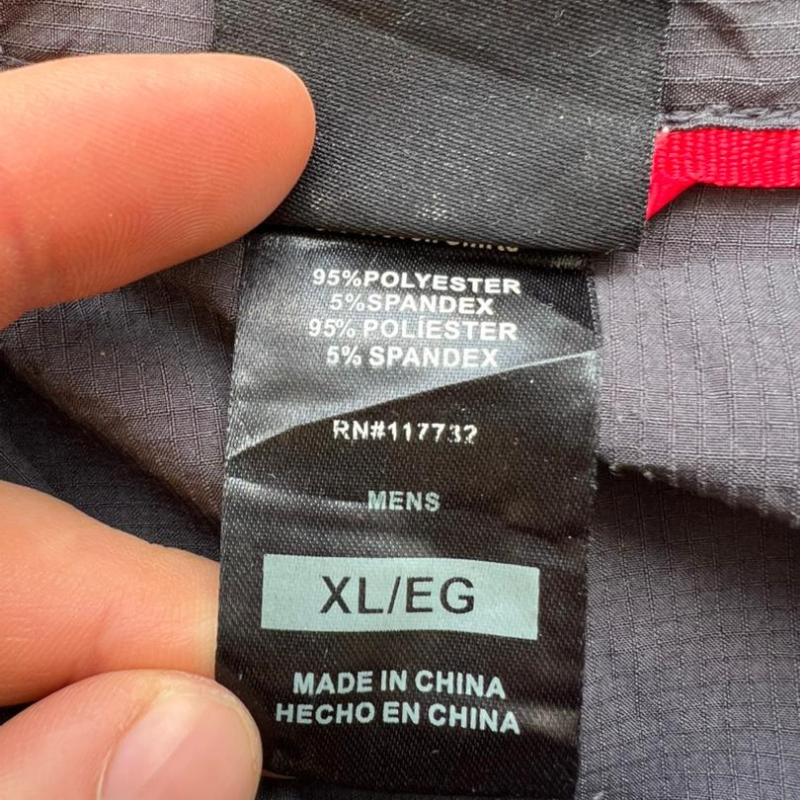 95%POLYESTER
5%SPANDEX
95% POLIESTER
5% SPANDEX
RN#117732
MENS
XL/EG
MADE IN CHINA
HECHO EN CHINA